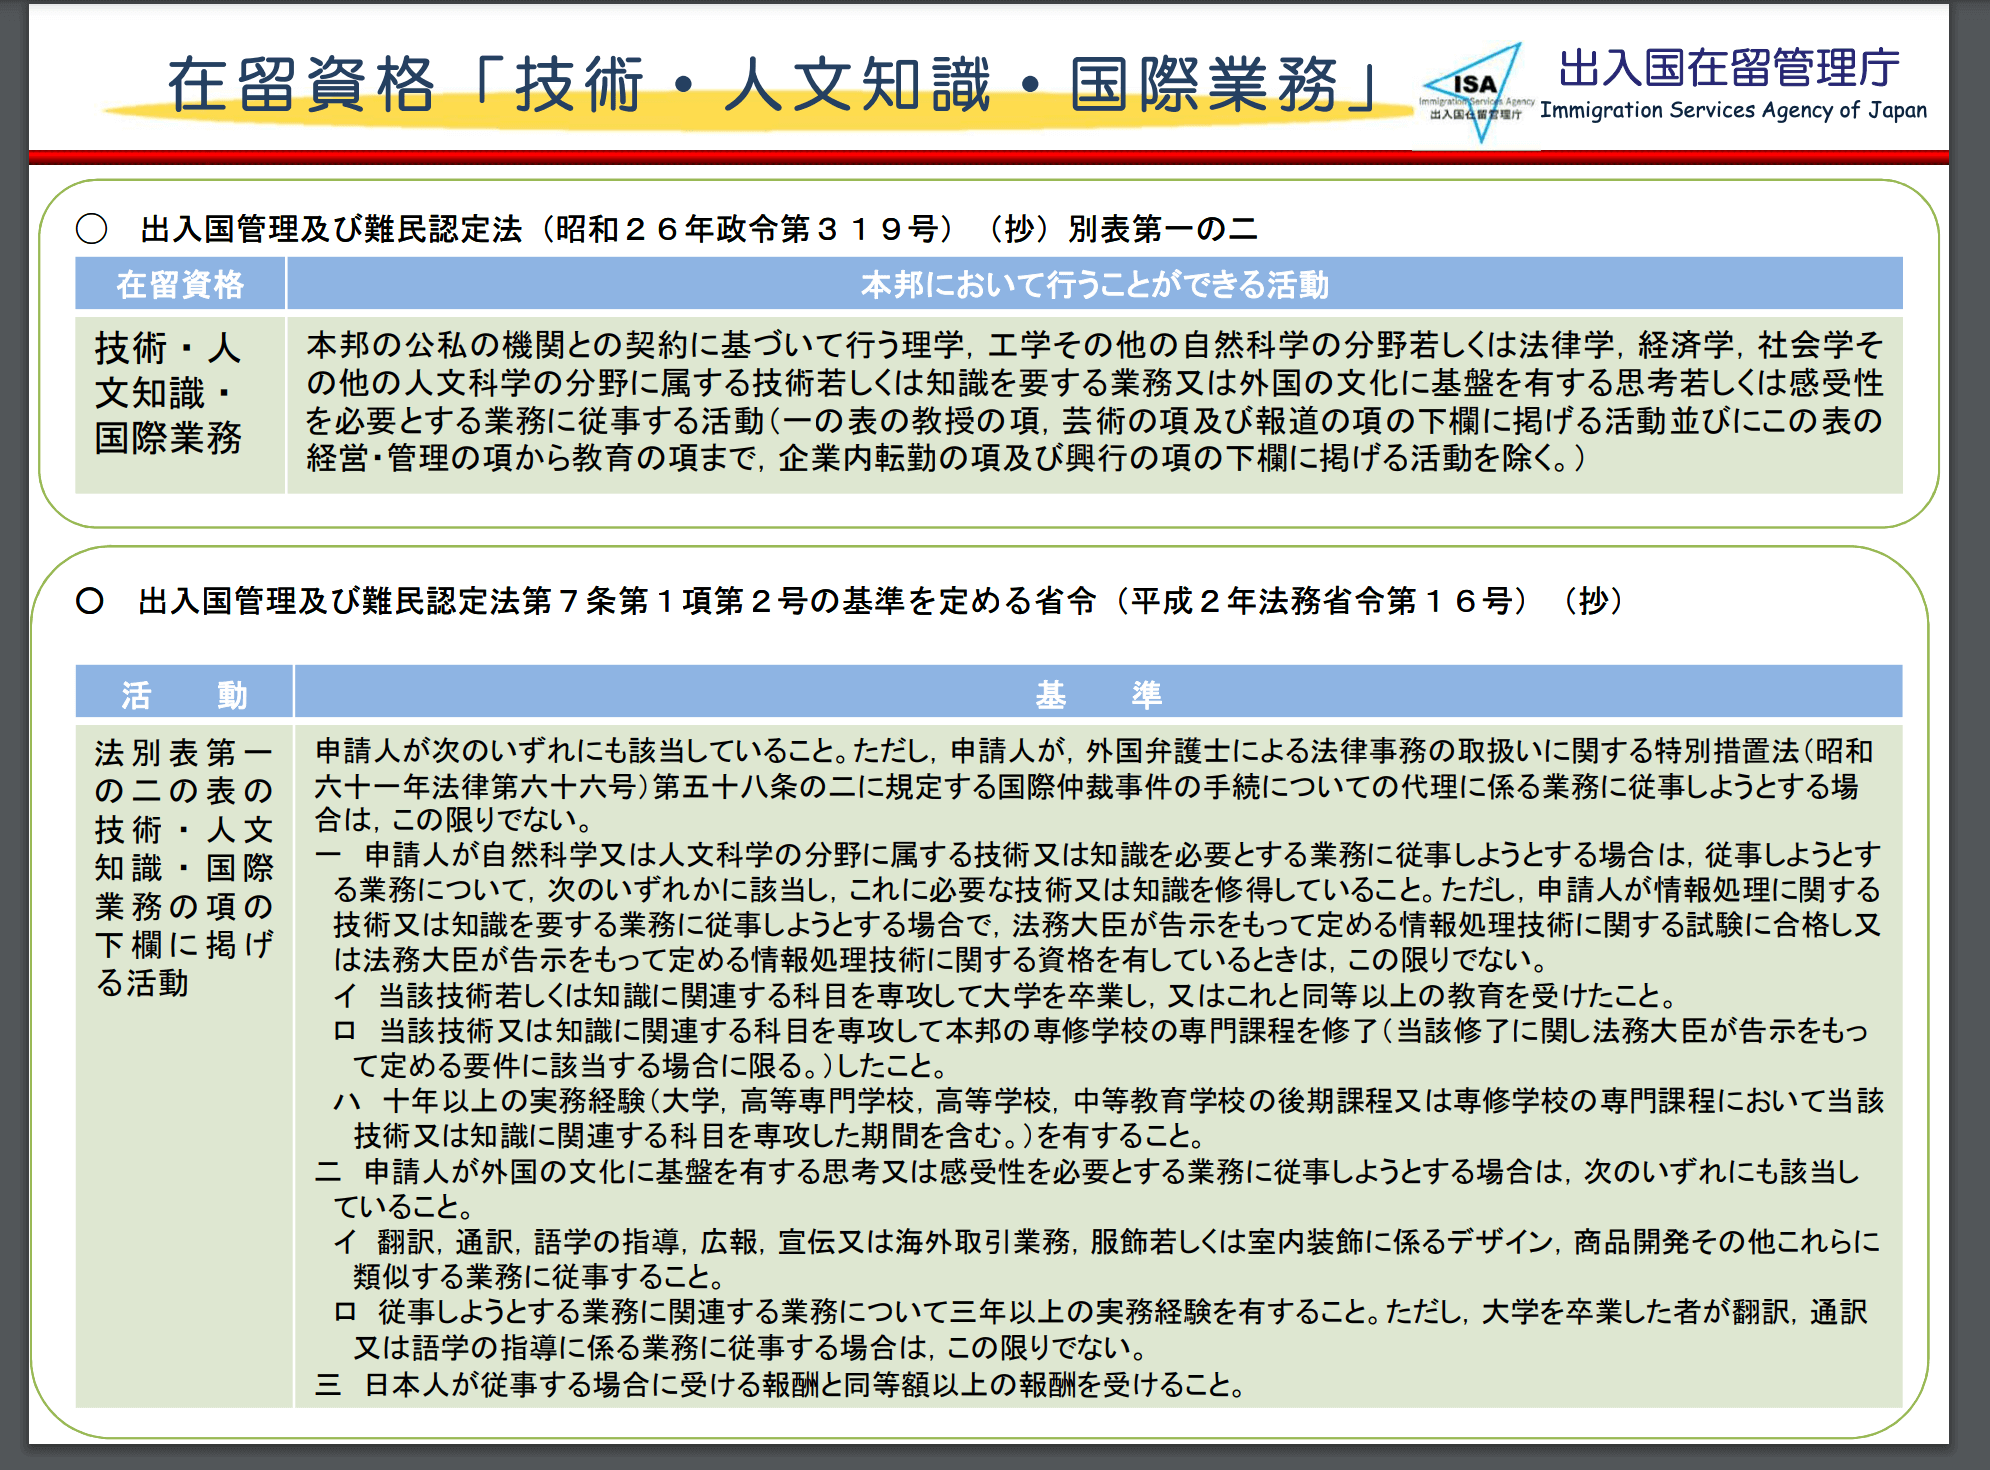 在留資格「技術・人文知識・国際業務」
ISA
Immigration Services Agency
出入国在留管理庁
出入国在留管理庁
Immigration Services Agency of Japan
○　出入国管理及び難民認定法（昭和２６年政令第３１９号）（抄）別表第一の二
在留資格
本邦において行うことができる活動
技術・人
文知識・
国際業務
本邦の公私の機関との契約に基づいて行う理学，工学その他の自然科学の分野若しくは法律学，経済学，社会学そ
の他の人文科学の分野に属する技術若しくは知識を要する業務又は外国の文化に基盤を有する思考若しくは感受性
を必要とする業務に従事する活動（一の表の教授の項，芸術の項及び報道の項の下欄に掲げる活動並びにこの表の
経営・管理の項から教育の項まで，企業内転勤の項及び興行の項の下欄に掲げる活動を除く。）
○　出入国管理及び難民認定法第７条第１項第２号の基準を定める省令（平成２年法務省令第１６号）（抄）
活　　動
基　　準
法別表第一
の二の表の
技術・人文
知識・国際
業務の項の
下欄に掲げ
る活動
申請人が次のいずれにも該当していること。ただし，申請人が，外国弁護士による法律事務の取扱いに関する特別措置法（昭和
六十一年法律第六十六号）第五十八条の二に規定する国際仲裁事件の手続についての代理に係る業務に従事しようとする場
合は，この限りでない。
一　申請人が自然科学又は人文科学の分野に属する技術又は知識を必要とする業務に従事しようとする場合は，従事しようとす
る業務について，次のいずれかに該当し，これに必要な技術又は知識を修得していること。ただし，申請人が情報処理に関する
技術又は知識を要する業務に従事しようとする場合で，法務大臣が告示をもって定める情報処理技術に関する試験に合格し又
は法務大臣が告示をもって定める情報処理技術に関する資格を有しているときは，この限りでない。
イ　当該技術若しくは知識に関連する科目を専攻して大学を卒業し，又はこれと同等以上の教育を受けたこと。
ロ　当該技術又は知識に関連する科目を専攻して本邦の専修学校の専門課程を修了（当該修了に関し法務大臣が告示をもっ
て定める要件に該当する場合に限る。）したこと。
ハ　十年以上の実務経験（大学，高等専門学校，高等学校，中等教育学校の後期課程又は専修学校の専門課程において当該
技術又は知識に関連する科目を専攻した期間を含む。）を有すること。
二　申請人が外国の文化に基盤を有する思考又は感受性を必要とする業務に従事しようとする場合は，次のいずれにも該当し
ていること。
イ　翻訳，通訳，語学の指導，広報，宣伝又は海外取引業務，服飾若しくは室内装飾に係るデザイン，商品開発その他これらに
類似する業務に従事すること。
ロ　従事しようとする業務に関連する業務について三年以上の実務経験を有すること。ただし，大学を卒業した者が翻訳，通訳
又は語学の指導に係る業務に従事する場合は，この限りでない。
三　日本人が従事する場合に受ける報酬と同等額以上の報酬を受けること。